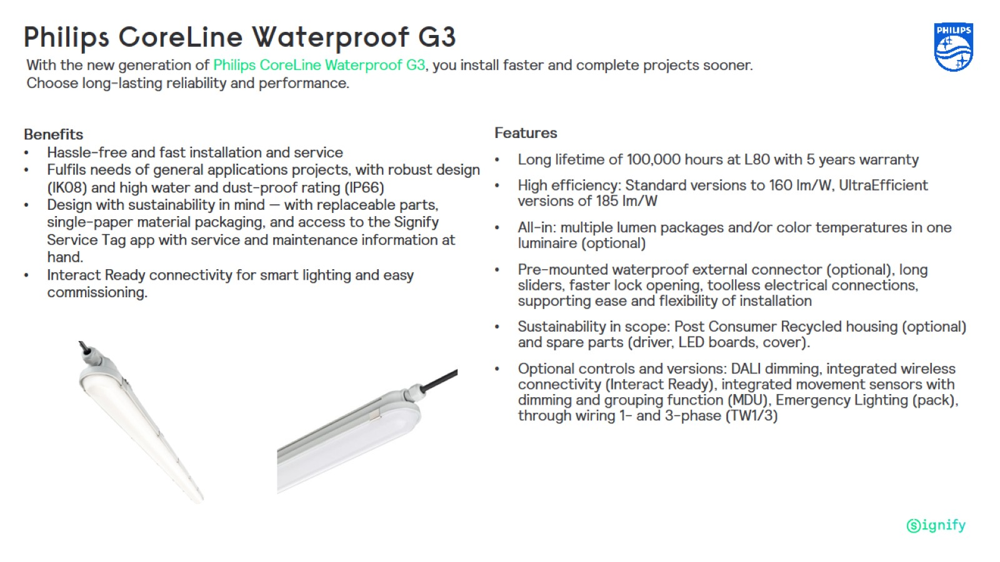 Philips CoreLine Waterproof G3
PHILIPS
With the new generation of Philips CoreLine Waterproof G3, you install faster and complete projects sooner.
Choose long-lasting reliability and performance.
Benefits
• Hassle-free and fast installation and service
• Fulfils needs of general applications projects, with robust design
(IK08) and high water and dust-proof rating (IP66)
• Design with sustainability in mind — with replaceable parts,
single-paper material packaging, and access to the Signify
Service Tag app with service and maintenance information at
hand.
• Interact Ready connectivity for smart lighting and easy
commissioning.
Features
• Long lifetime of 100,000 hours at L80 with 5 years warranty
• High efficiency: Standard versions to 160 lm/W, UltraEfficient
versions of 185 lm/W
• All-in: multiple lumen packages and/or color temperatures in one
luminaire (optional)
• Pre-mounted waterproof external connector (optional), long
sliders, faster lock opening, toolless electrical connections,
supporting ease and flexibility of installation
• Sustainability in scope: Post Consumer Recycled housing (optional)
and spare parts (driver, LED boards, cover).
• Optional controls and versions: DALI dimming, integrated wireless
connectivity (Interact Ready), integrated movement sensors with
dimming and grouping function (MDU), Emergency Lighting (pack),
through wiring 1- and 3-phase (TW1/3)
Signify